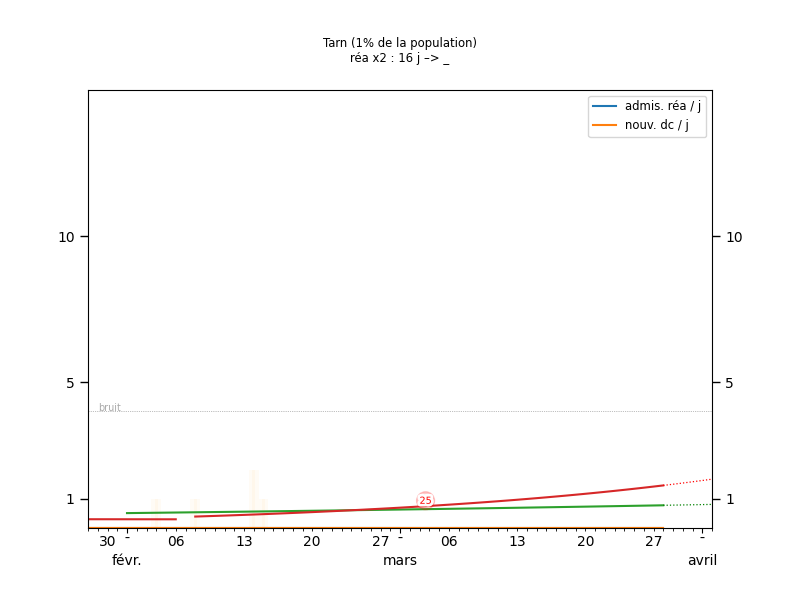 Tarn (1% de la population)
réa x2 : 16 j –> _
admis. réa / j
nouv. dc / j
10 10
5 5
bruit
25
1 1
30 - 06 13 20 27 - 06 13 20 27 -
févr. mars avril